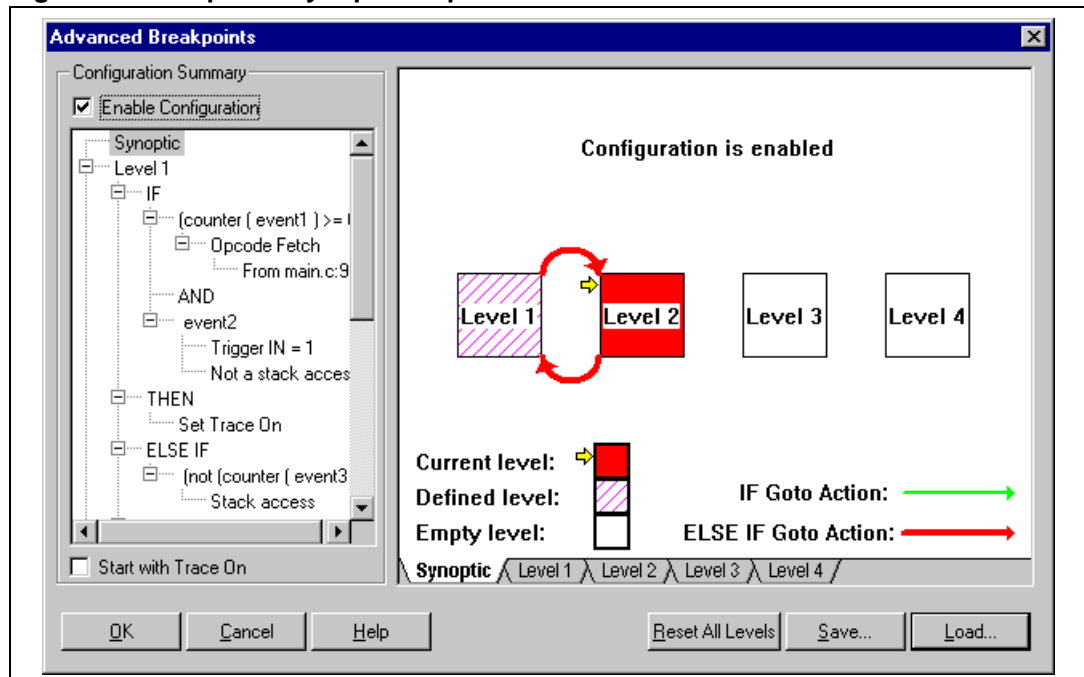 Advanced Breakpoints
Configuration Summary
Enable Configuration
Synoptic
Level 1
IF
(counter ( event1 ) >=
Opcode Fetch
From main.c:9
AND
event2
Trigger IN = 1
Not a stack acces
THEN
Set Trace On
ELSE IF
(not (counter ( event3
Stack access
Start with Trace On
Configuration is enabled
Level 1
Level 2
Level 3
Level 4
Current level:
Defined level:
Empty level:
IF Goto Action:
ELSE IF Goto Action:
Synoptic Level 1 Level 2 Level 3 Level 4
OK Cancel Help Reset All Levels Save... Load...